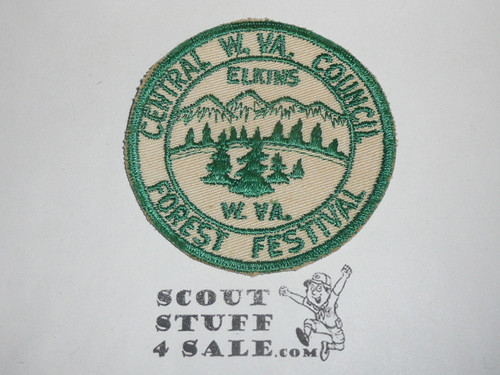 CENTRAL W. VA. COUNCIL
ELKINS
W. VA.
FOREST FESTIVAL
SCOUT
STUFF
4 SALE.COM